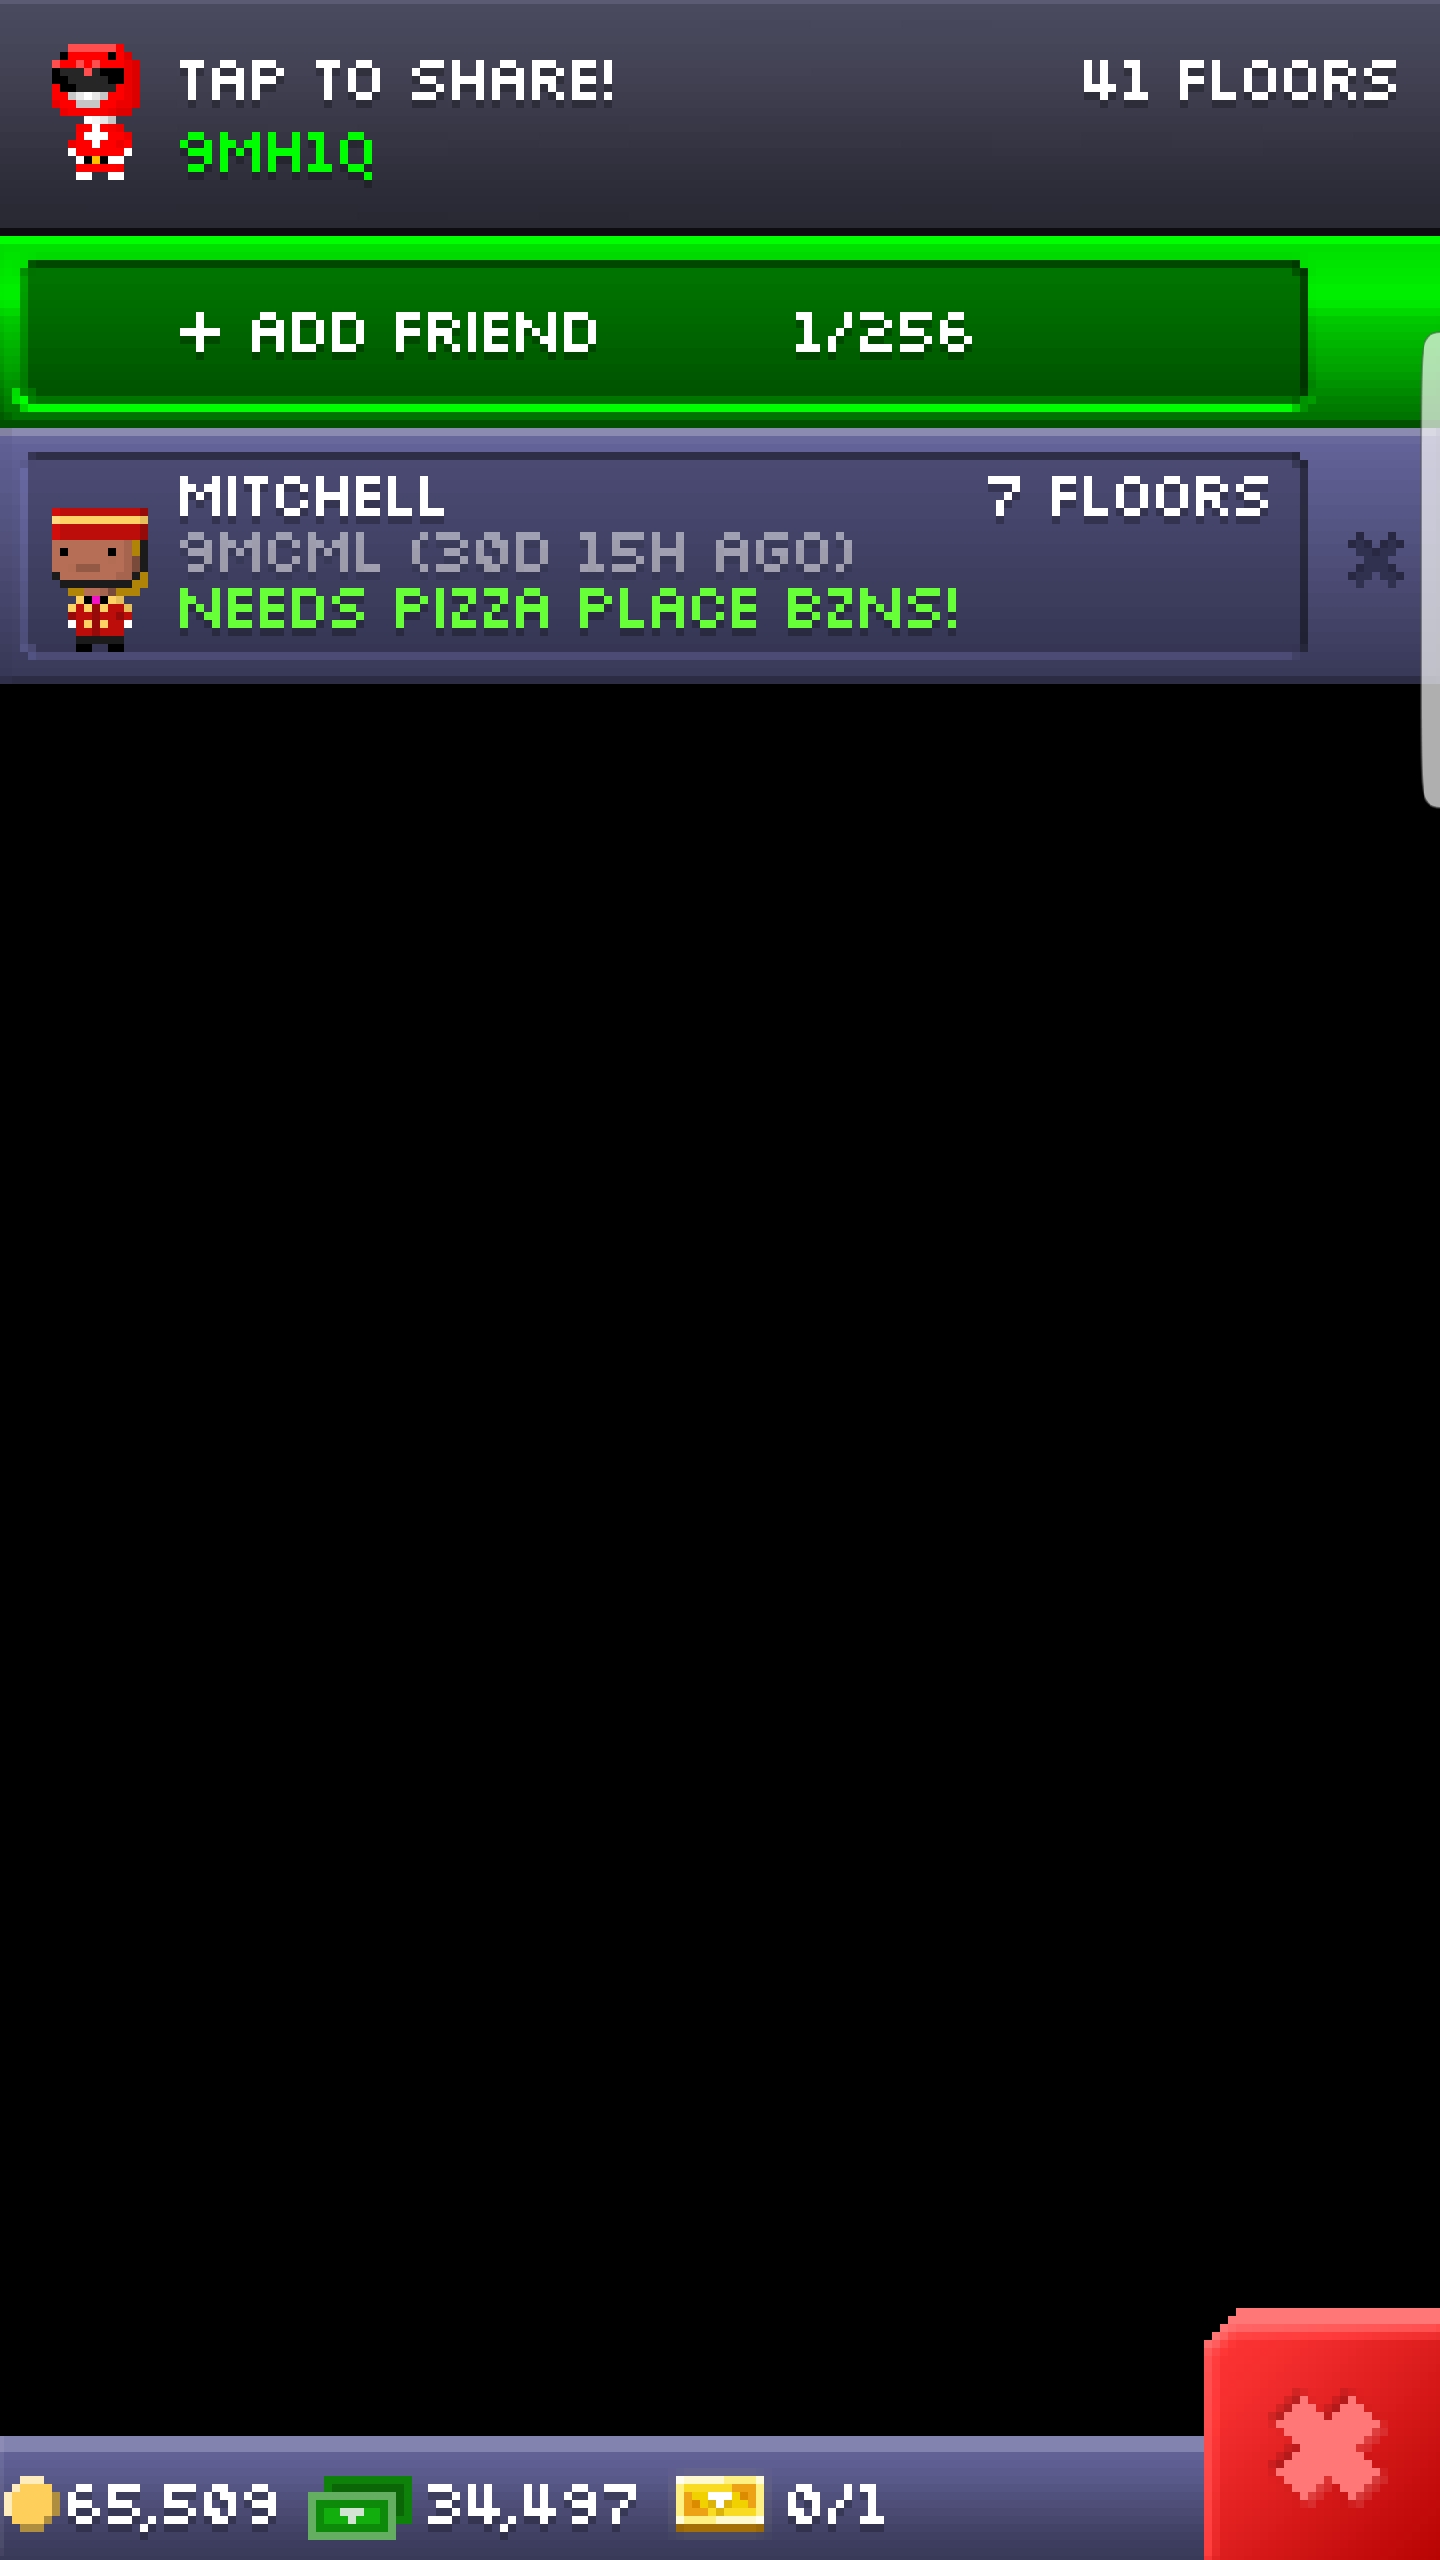 TAP TO SHARE! 41 FLOORS
9MH1Q
+ ADD FRIEND 1/256
MITCHELL 7 FLOORS
9MCML (30D 15H AGO)
NEEDS PIZZA PLACE BZNS!
65,509 34,497 0/1